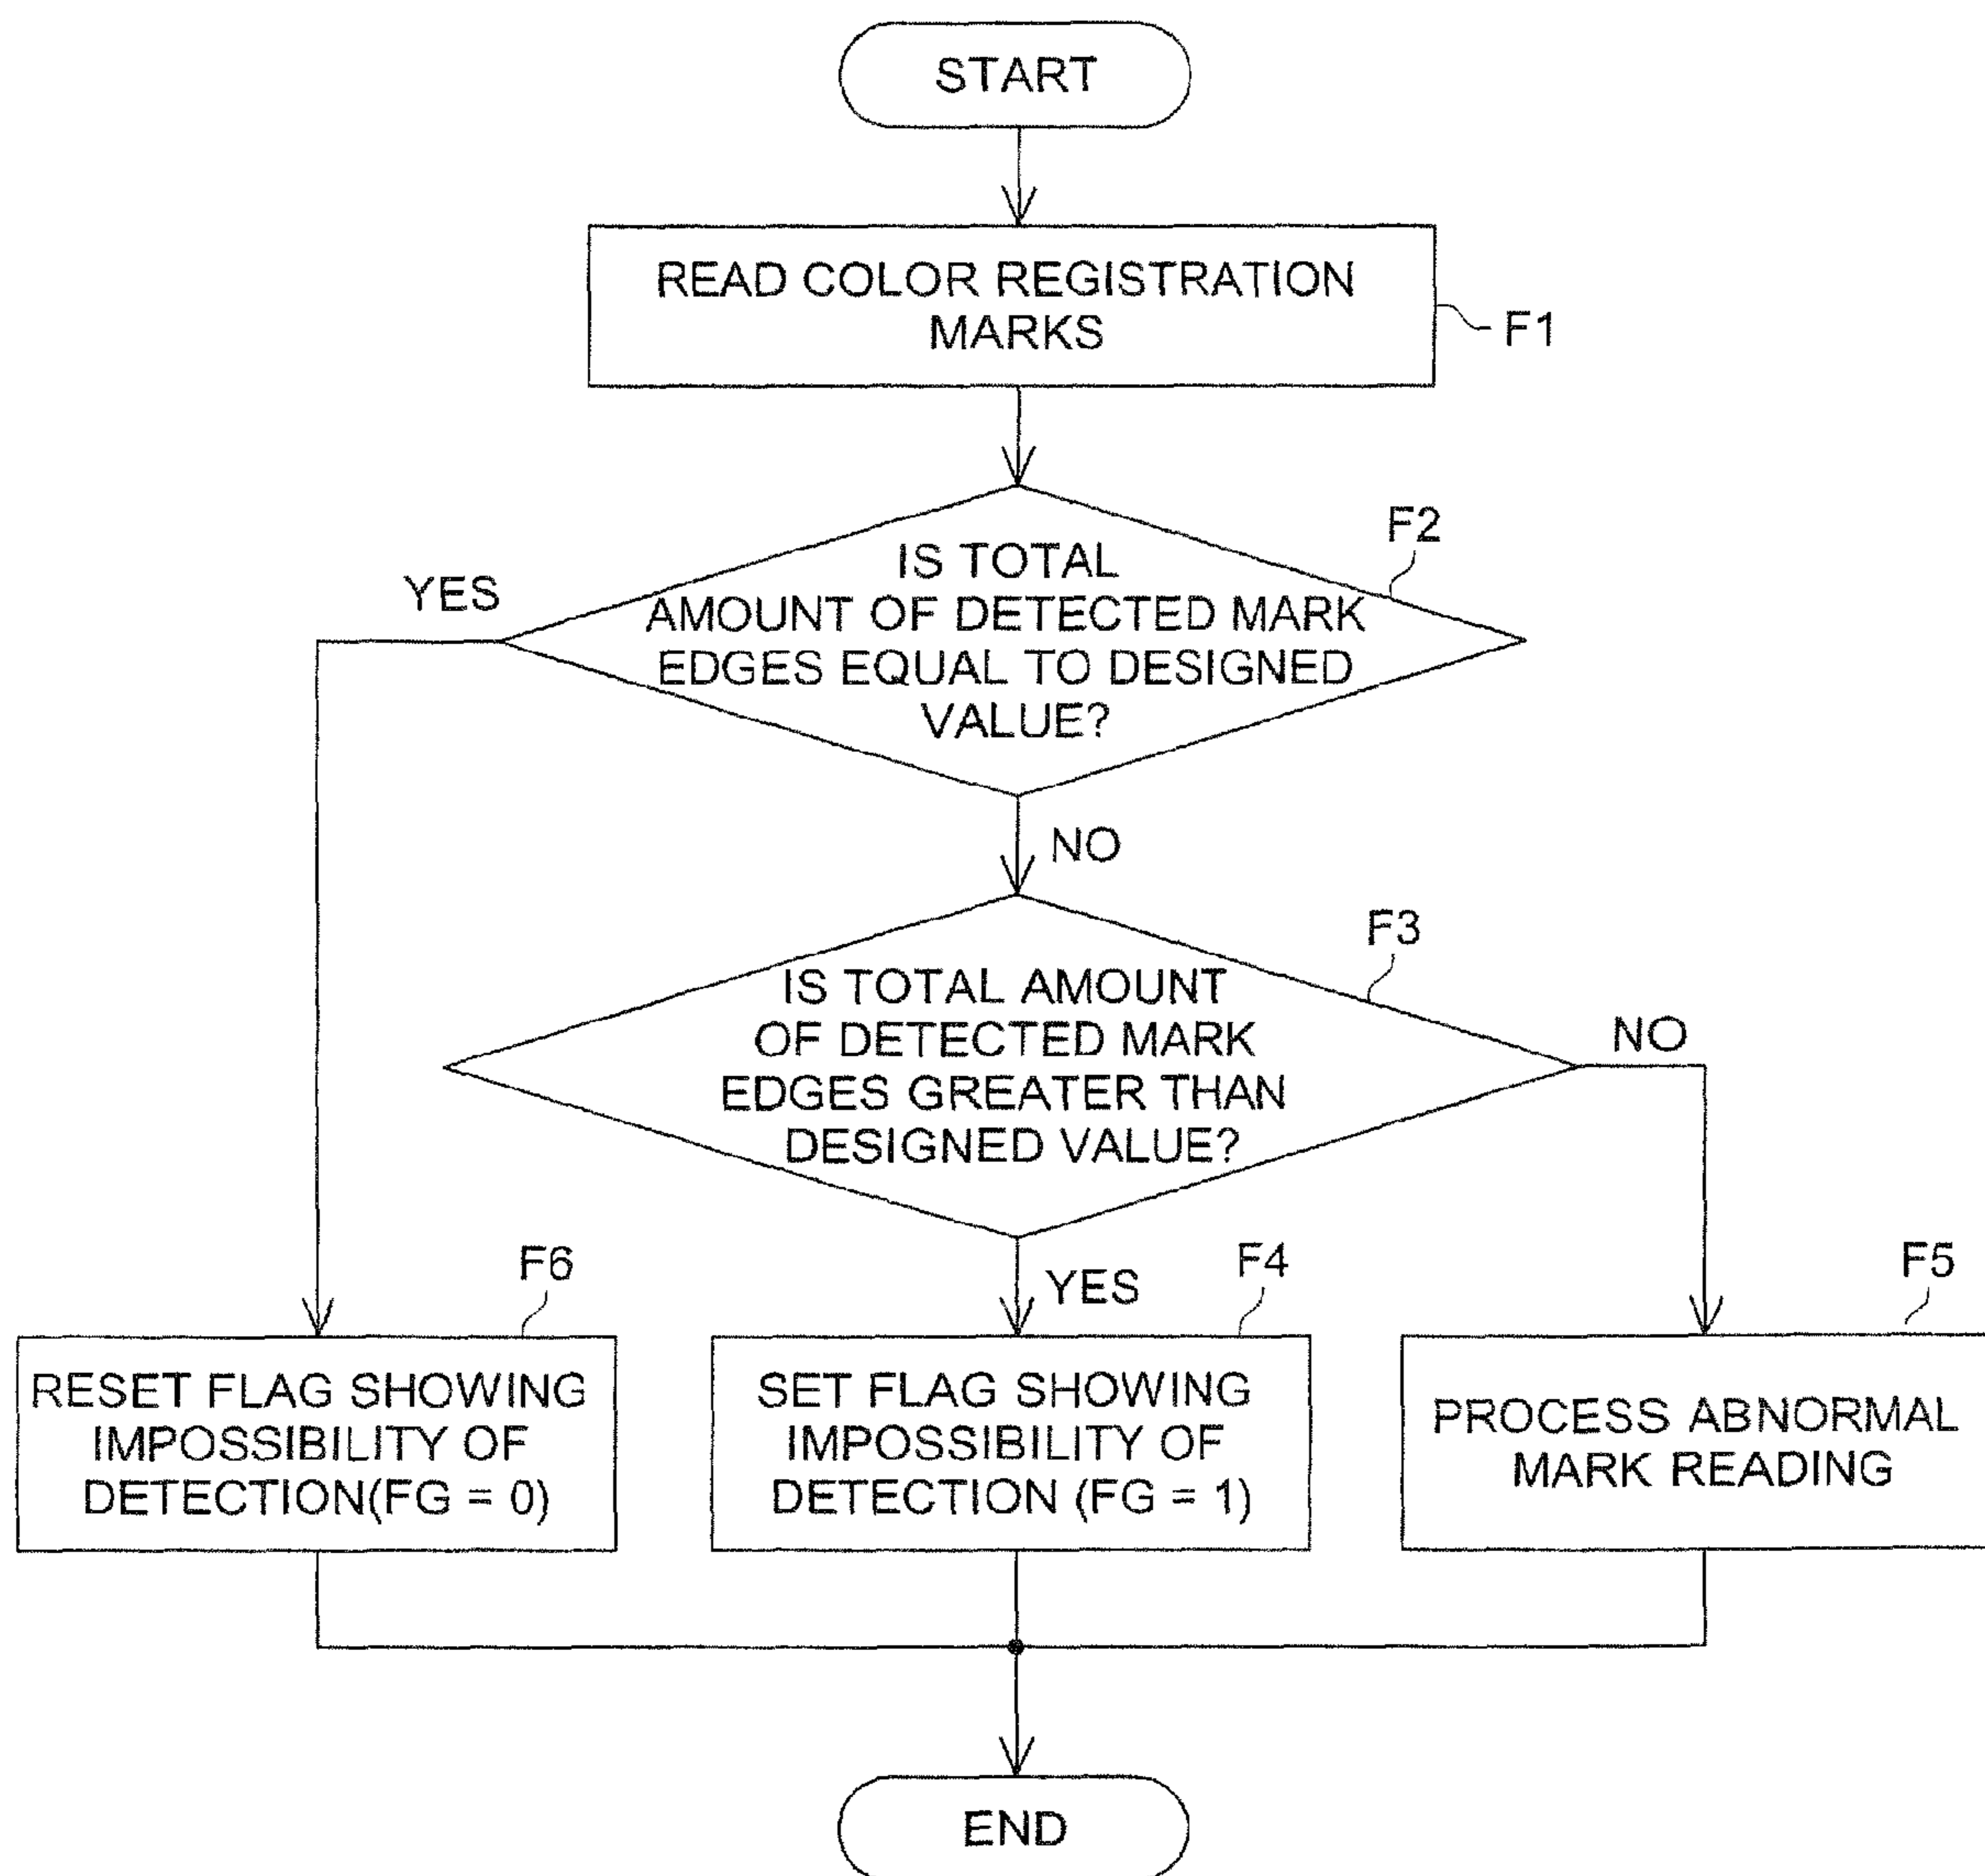 START
READ COLOR REGISTRATION
MARKS
F1
F2
IS TOTAL
AMOUNT OF DETECTED MARK
EDGES EQUAL TO DESIGNED
VALUE?
YES
NO
F3
IS TOTAL AMOUNT
OF DETECTED MARK
EDGES GREATER THAN
DESIGNED VALUE?
NO
YES
F6
RESET FLAG SHOWING
IMPOSSIBILITY OF
DETECTION(FG = 0)
F4
SET FLAG SHOWING
IMPOSSIBILITY OF
DETECTION (FG = 1)
F5
PROCESS ABNORMAL
MARK READING
END